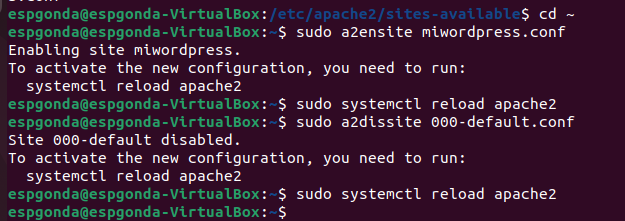 espgonda@espgonda-VirtualBox:/etc/apache2/sites-available$ cd ~
espgonda@espgonda-VirtualBox:~$ sudo a2ensite miwordpress.conf
Enabling site miwordpress.
To activate the new configuration, you need to run:
  systemctl reload apache2
espgonda@espgonda-VirtualBox:~$ sudo systemctl reload apache2
espgonda@espgonda-VirtualBox:~$ sudo a2dissite 000-default.conf
Site 000-default disabled.
To activate the new configuration, you need to run:
  systemctl reload apache2
espgonda@espgonda-VirtualBox:~$ sudo systemctl reload apache2
espgonda@espgonda-VirtualBox:~$